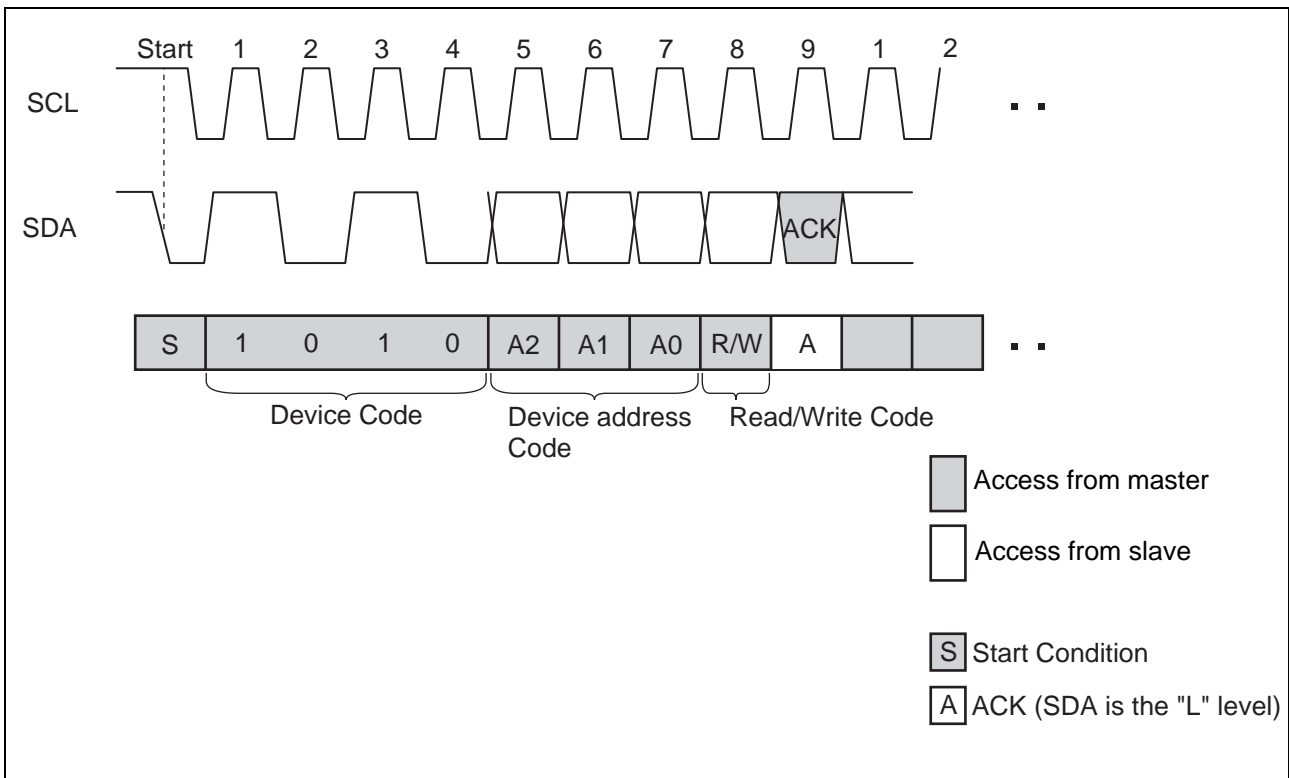 Start 1 2 3 4 5 6 7 8 9 1 2
SCL
SDA
ACK
S 1 0 1 0 A2 A1 A0 R/W A
Device Code
Device address
Code
Read/Write Code
Access from master
Access from slave
S Start Condition
A ACK (SDA is the "L" level)